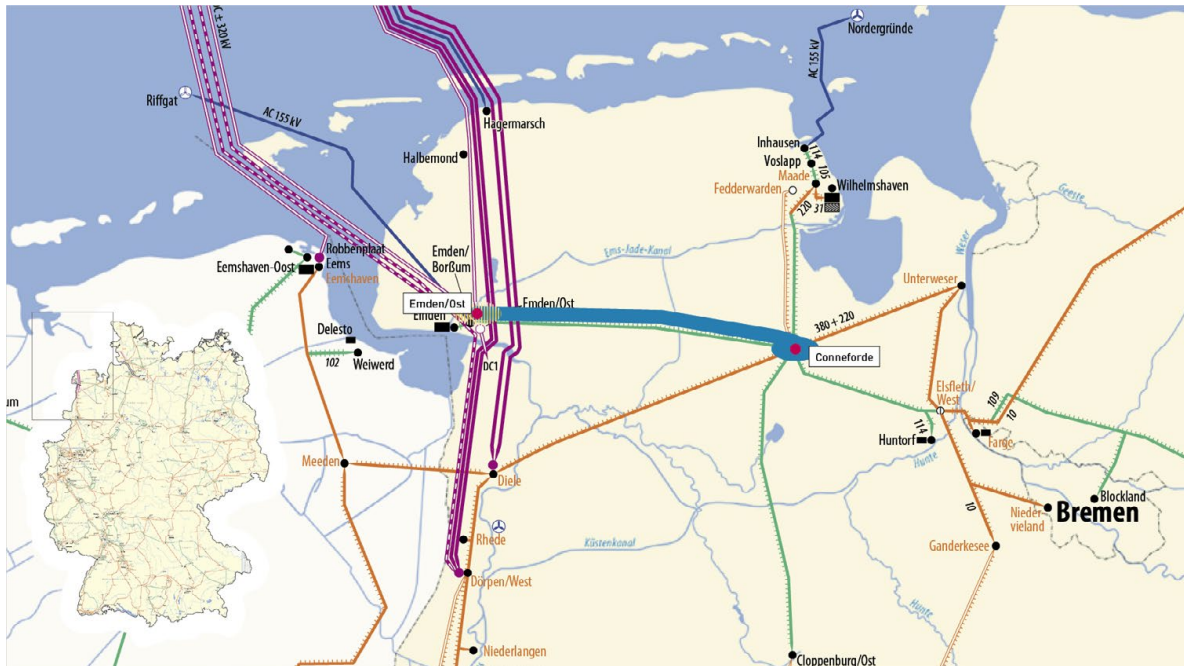 DC ± 320 kV
Nordergründe
AC 155 kV
Riffgat
AC 155 kV
Hagermarsch
Halbemond
Inhausen
114
Voslapp
105
Maade
Fedderwarden
Wilhelmshaven
220
31
Geeste
Weser
Ems-Jade-Kanal
Robbenplaat
Eemshaven-Oost
Eems
Eemshaven
Emden/
Borßum
Unterweser
Emden/Ost
Emden/Ost
Emden
380 + 220
Conneforde
Delesto
102
Weiwerd
DC1
um
Elsfleth/
West
109
10
114
Huntorf
Farge
Hunte
Meeden
Diele
Blockland
Nieder
vieland
Bremen
10
Rhede
Küstenkanal
Ganderkesee
Dörpen/West
Hunte
Niederlangen
Cloppenburg/Ost